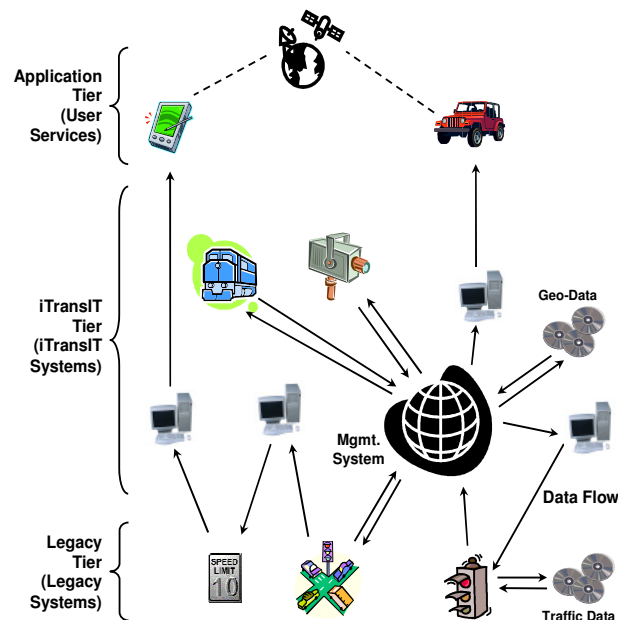 Application
Tier
(User
Services)
iTransIT
Tier
(iTransIT
Systems)
Geo-Data
Mgmt.
System
Data Flow
Legacy
Tier
(Legacy
Systems)
SPEED
LIMIT
10
Traffic Data